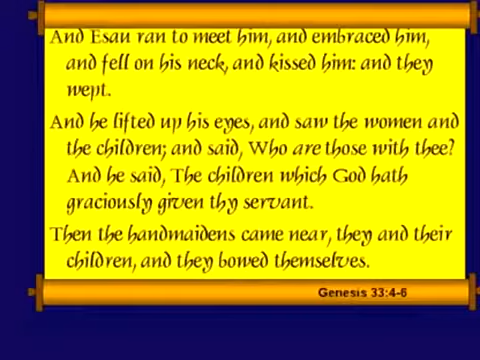 And Esau ran to meet him, and embraced him,
and fell on his neck, and kissed him: and they
wept.
And he lifted up his eyes, and saw the women and
the children; and said, Who are those with thee?
And he said, The children which God hath
graciously given thy servant.
Then the handmaidens came near, they and their
children, and they bowed themselves.
Genesis 33:4-6